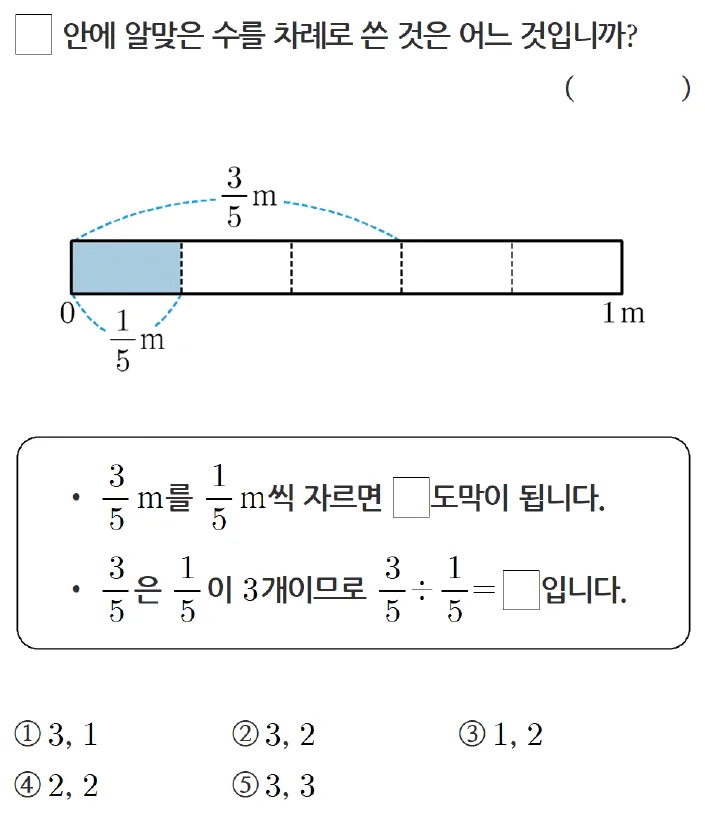 □ 안에 알맞은 수를 차례로 쓴 것은 어느 것입니까?
( )
3/5 m
0 1 m
1/5 m
• 3/5 m를 1/5 m씩 자르면 □도막이 됩니다.
• 3/5은 1/5이 3개이므로 3/5 ÷ 1/5 = □입니다.
① 3, 1 ② 3, 2 ③ 1, 2
④ 2, 2 ⑤ 3, 3